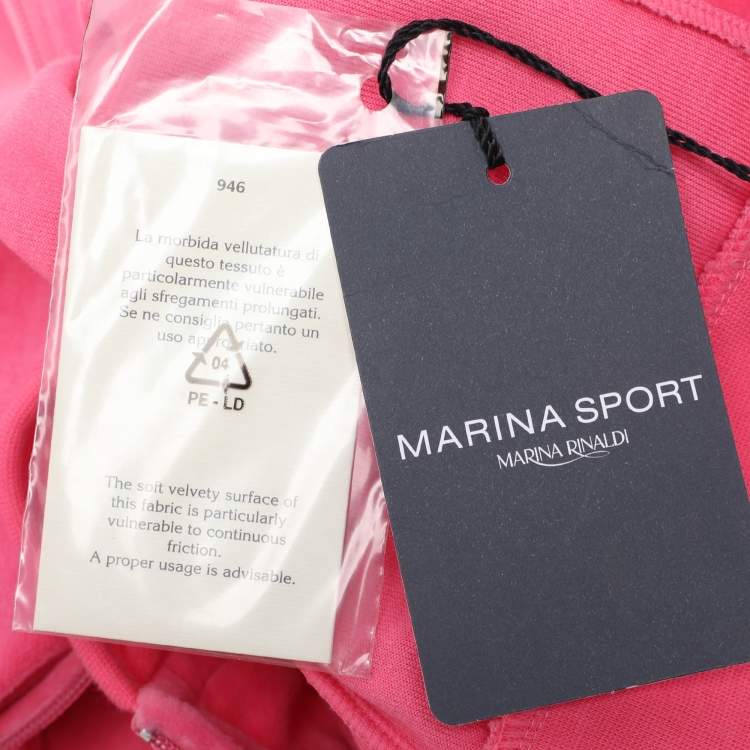 946
La morbida vellutatura di
questo tessuto è
particolarmente vulnerabile
agli sfregamenti prolungati.
Se ne consiglia pertanto un
uso appropriato.
04
PE-LD
The soft velvety surface of
this fabric is particularly
vulnerable to continuous
friction.
A proper usage is advisable.
MARINA SPORT
MARINA RINALDI